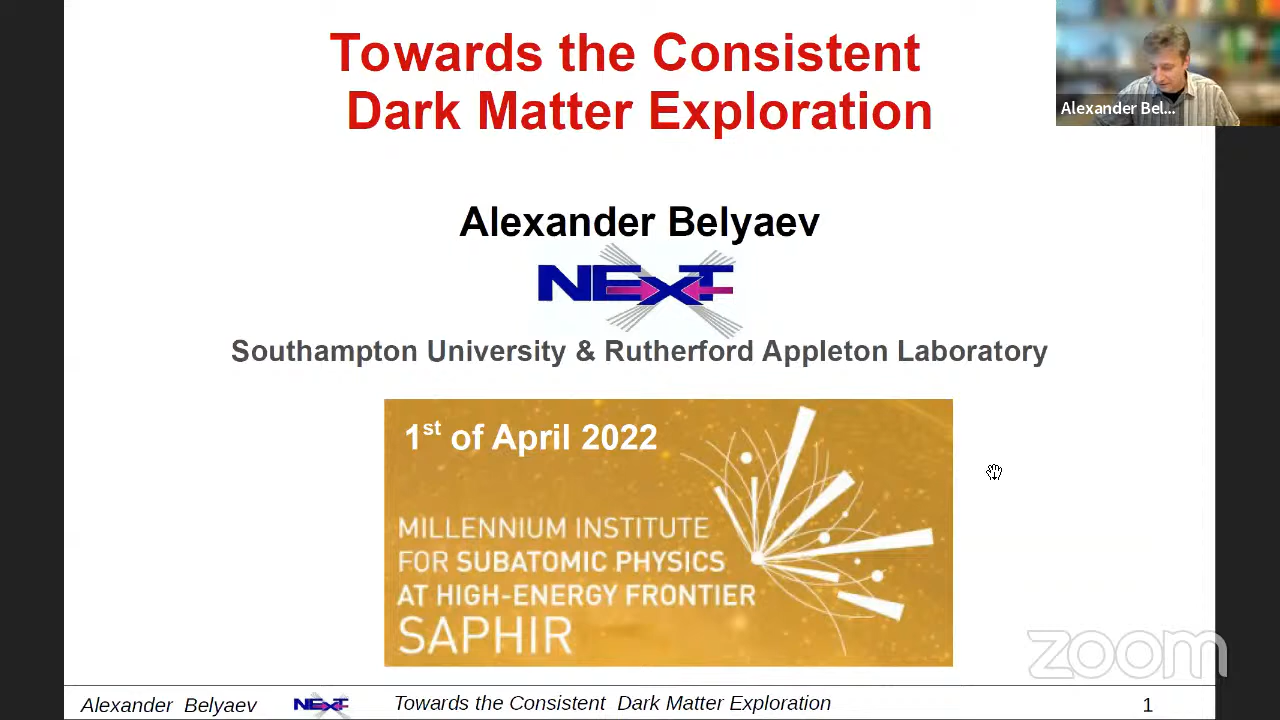 Towards the Consistent
Dark Matter Exploration
Alexander Bel...
Alexander Belyaev
NEXT
Southampton University & Rutherford Appleton Laboratory
1st of April 2022
MILLENNIUM INSTITUTE
FOR SUBATOMIC PHYSICS
AT HIGH-ENERGY FRONTIER
SAPHIR
zoom
Alexander Belyaev NEXT Towards the Consistent Dark Matter Exploration 1